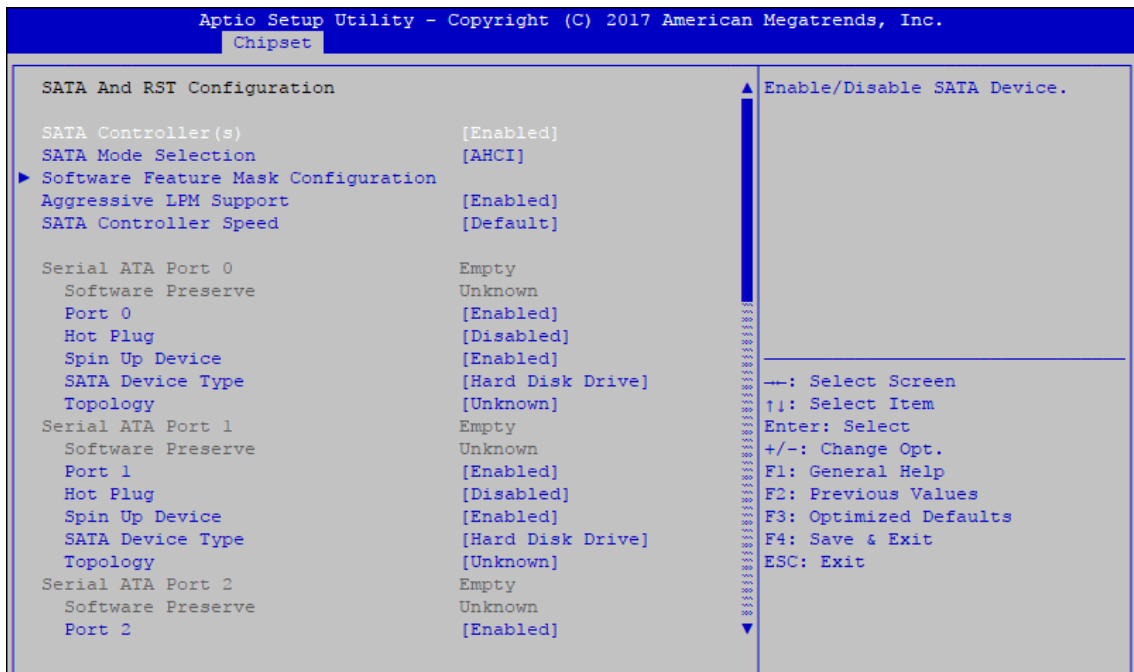 Aptio Setup Utility - Copyright (C) 2017 American Megatrends, Inc.
Chipset
SATA And RST Configuration
SATA Controller(s) [Enabled]
SATA Mode Selection [AHCI]
▶ Software Feature Mask Configuration
Aggressive LPM Support [Enabled]
SATA Controller Speed [Default]
Serial ATA Port 0 Empty
Software Preserve Unknown
Port 0 [Enabled]
Hot Plug [Disabled]
Spin Up Device [Enabled]
SATA Device Type [Hard Disk Drive]
Topology [Unknown]
Serial ATA Port 1 Empty
Software Preserve Unknown
Port 1 [Enabled]
Hot Plug [Disabled]
Spin Up Device [Enabled]
SATA Device Type [Hard Disk Drive]
Topology [Unknown]
Serial ATA Port 2 Empty
Software Preserve Unknown
Port 2 [Enabled]
Enable/Disable SATA Device.
→←: Select Screen
↑↓: Select Item
Enter: Select
+/-: Change Opt.
F1: General Help
F2: Previous Values
F3: Optimized Defaults
F4: Save & Exit
ESC: Exit